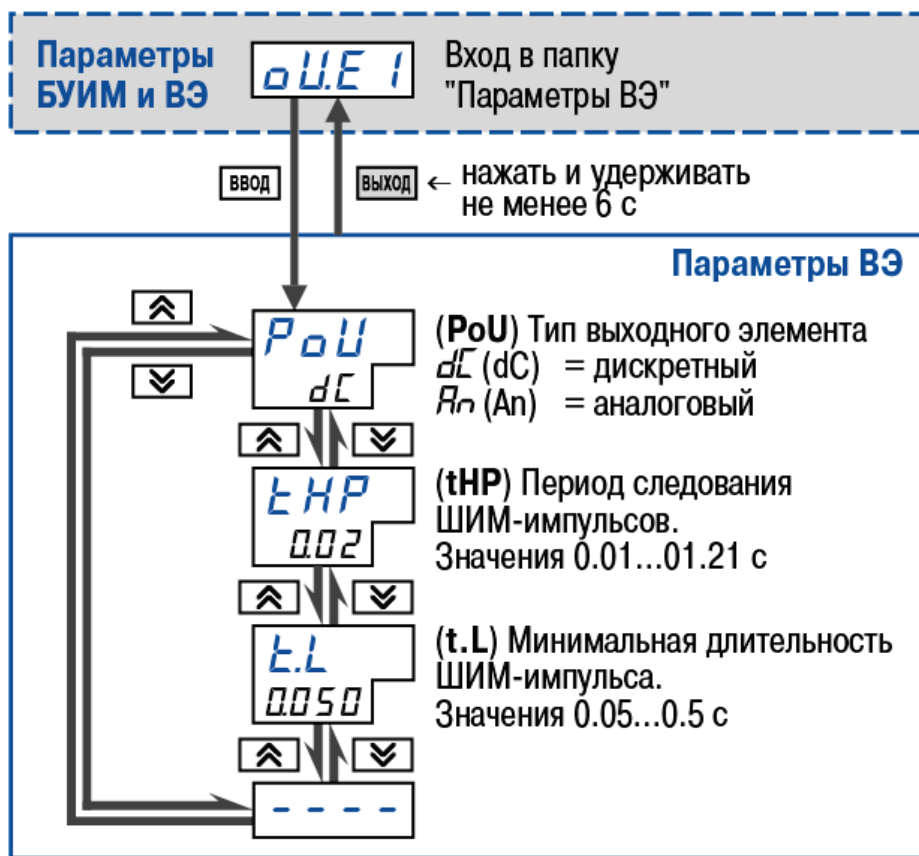 Параметры
БУИМ и ВЭ
oU.E 1
Вход в папку
"Параметры ВЭ"
ВВОД
ВЫХОД
← нажать и удерживать
не менее 6 с
Параметры ВЭ
PoU
dC
(PoU) Тип выходного элемента
dC (dC) = дискретный
An (An) = аналоговый
tHP
0.02
(tHP) Период следования
ШИМ-импульсов.
Значения 0.01...01.21 с
t.L
0.050
(t.L) Минимальная длительность
ШИМ-импульса.
Значения 0.05...0.5 с
- - - -